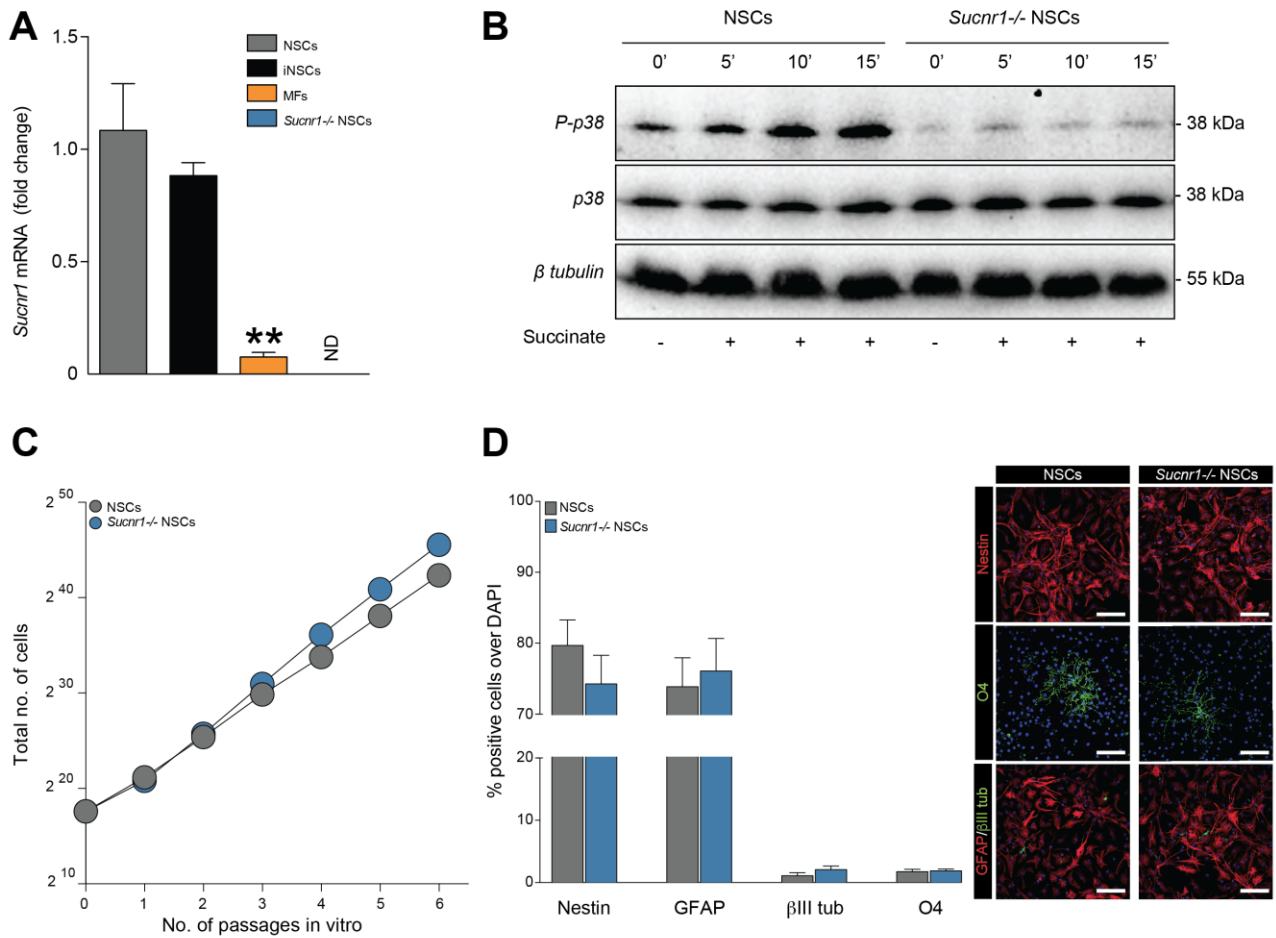 A
1.5
1.0
0.5
0
Sucnr1 mRNA (fold change)
NSCs
iNSCs
MFs
Sucnr1-/- NSCs
**
ND
B
NSCs Sucnr1-/- NSCs
0' 5' 10' 15' 0' 5' 10' 15'
P-p38 - 38 kDa
p38 - 38 kDa
β tubulin - 55 kDa
Succinate - + + + - + + +
C
NSCs
Sucnr1-/- NSCs
Total no. of cells
2 50
2 40
2 30
2 20
2 10
0 1 2 3 4 5 6
No. of passages in vitro
D
NSCs
Sucnr1-/- NSCs
% positive cells over DAPI
100
90
80
70
20
10
0
Nestin GFAP βIII tub O4
NSCs Sucnr1-/- NSCs
Nestin
O4
GFAP/βIII tub